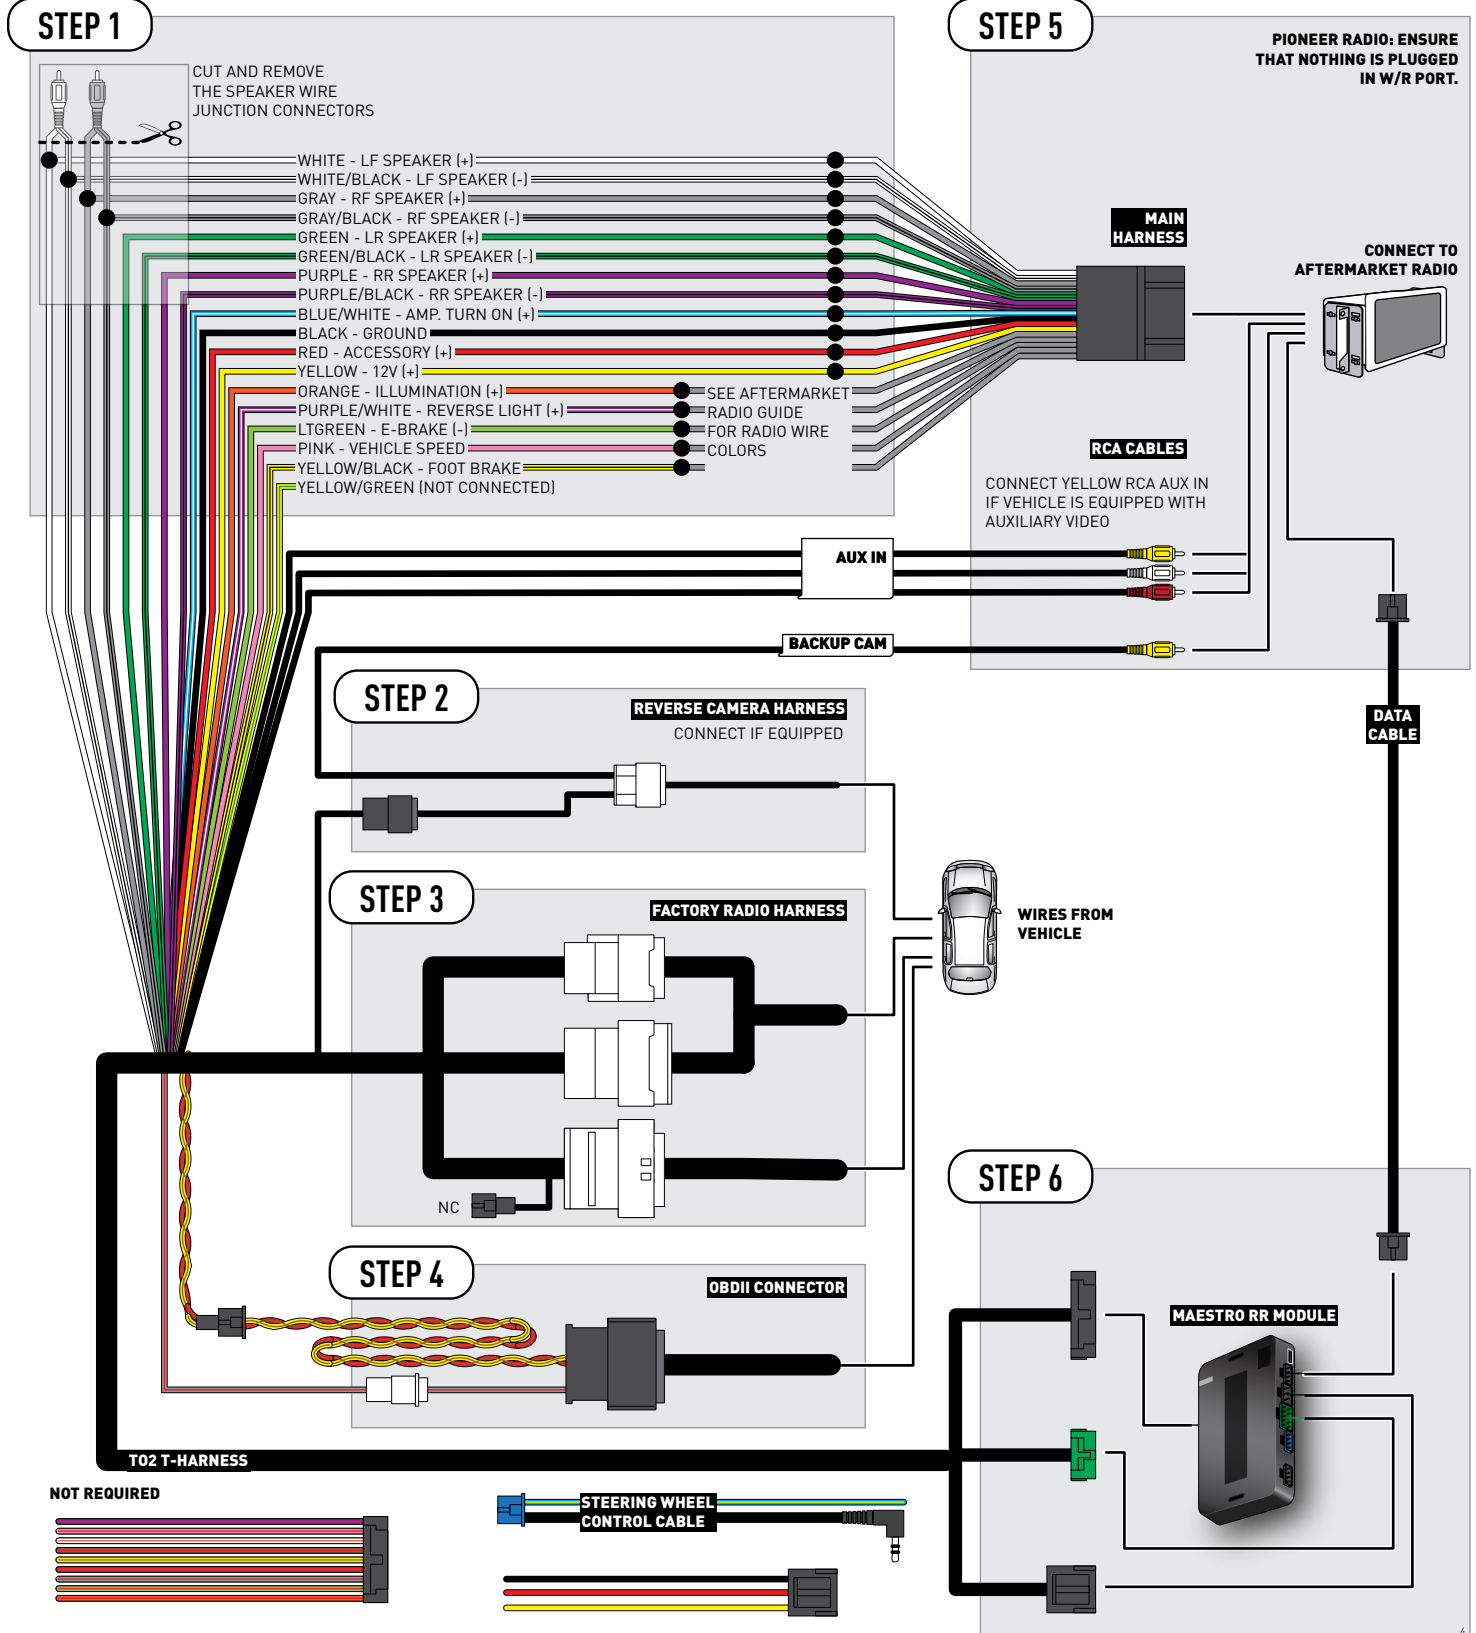 STEP 1
CUT AND REMOVE
THE SPEAKER WIRE
JUNCTION CONNECTORS
WHITE - LF SPEAKER (+)
WHITE/BLACK - LF SPEAKER (-)
GRAY - RF SPEAKER (+)
GRAY/BLACK - RF SPEAKER (-)
GREEN - LR SPEAKER (+)
GREEN/BLACK - LR SPEAKER (-)
PURPLE - RR SPEAKER (+)
PURPLE/BLACK - RR SPEAKER (-)
BLUE/WHITE - AMP. TURN ON (+)
BLACK - GROUND
RED - ACCESSORY (+)
YELLOW - 12V (+)
ORANGE - ILLUMINATION (+)
PURPLE/WHITE - REVERSE LIGHT (+)
LTGREEN - E-BRAKE (-)
PINK - VEHICLE SPEED
YELLOW/BLACK - FOOT BRAKE
YELLOW/GREEN (NOT CONNECTED)
SEE AFTERMARKET
RADIO GUIDE
FOR RADIO WIRE
COLORS
STEP 5
PIONEER RADIO: ENSURE
THAT NOTHING IS PLUGGED
IN W/R PORT.
MAIN
HARNESS
CONNECT TO
AFTERMARKET RADIO
RCA CABLES
CONNECT YELLOW RCA AUX IN
IF VEHICLE IS EQUIPPED WITH
AUXILIARY VIDEO
AUX IN
BACKUP CAM
DATA
CABLE
STEP 2
REVERSE CAMERA HARNESS
CONNECT IF EQUIPPED
STEP 3
FACTORY RADIO HARNESS
WIRES FROM
VEHICLE
NC
STEP 4
OBDII CONNECTOR
STEP 6
MAESTRO RR MODULE
TO2 T-HARNESS
NOT REQUIRED
STEERING WHEEL
CONTROL CABLE
4